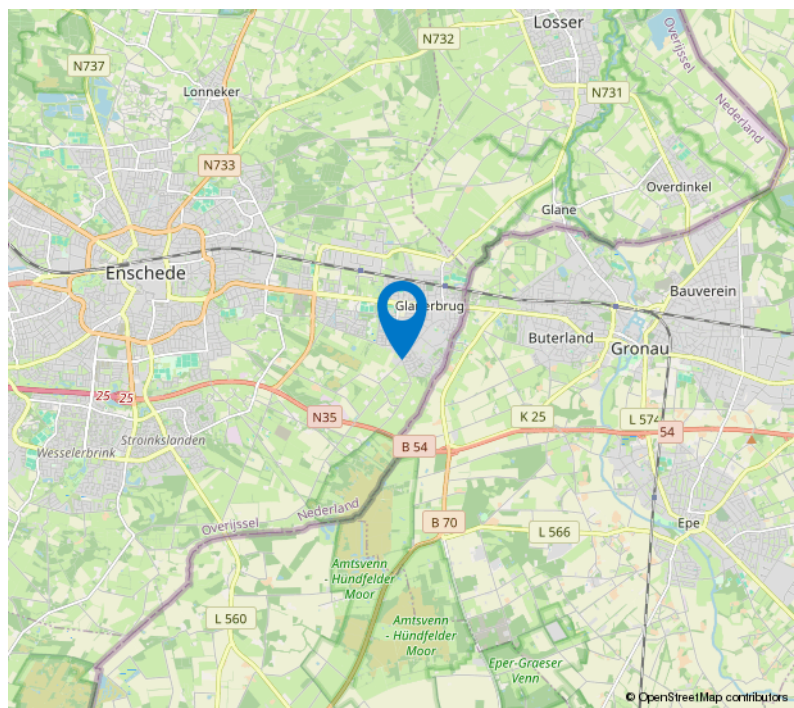 Losser
N732
N737
Overijssel
Nederland
Lonneker
N731
N733
Overdinkel
Glane
Enschede
Bauverein
Glanerbrug
Buterland
Gronau
25
25
N35
K 25
L 574
54
Stroinkslanden
B 54
Wesselerbrink
Nederland
Overijssel
B 70
L 566
Epe
Amtsvenn
- Hündfelder
Moor
L 560
Amtsvenn
- Hündfelder
Moor
Eper-Graeser
Venn
© OpenStreetMap contributors